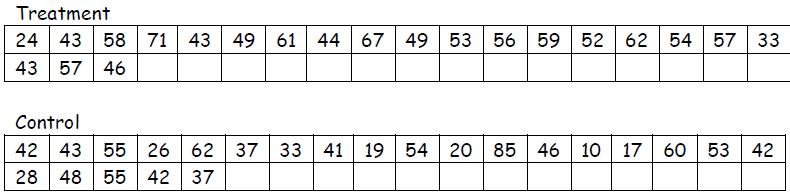 Treatment
24 43 58 71 43 49 61 44 67 49 53 56 59 52 62 54 57 33
43 57 46
Control
42 43 55 26 62 37 33 41 19 54 20 85 46 10 17 60 53 42
28 48 55 42 37